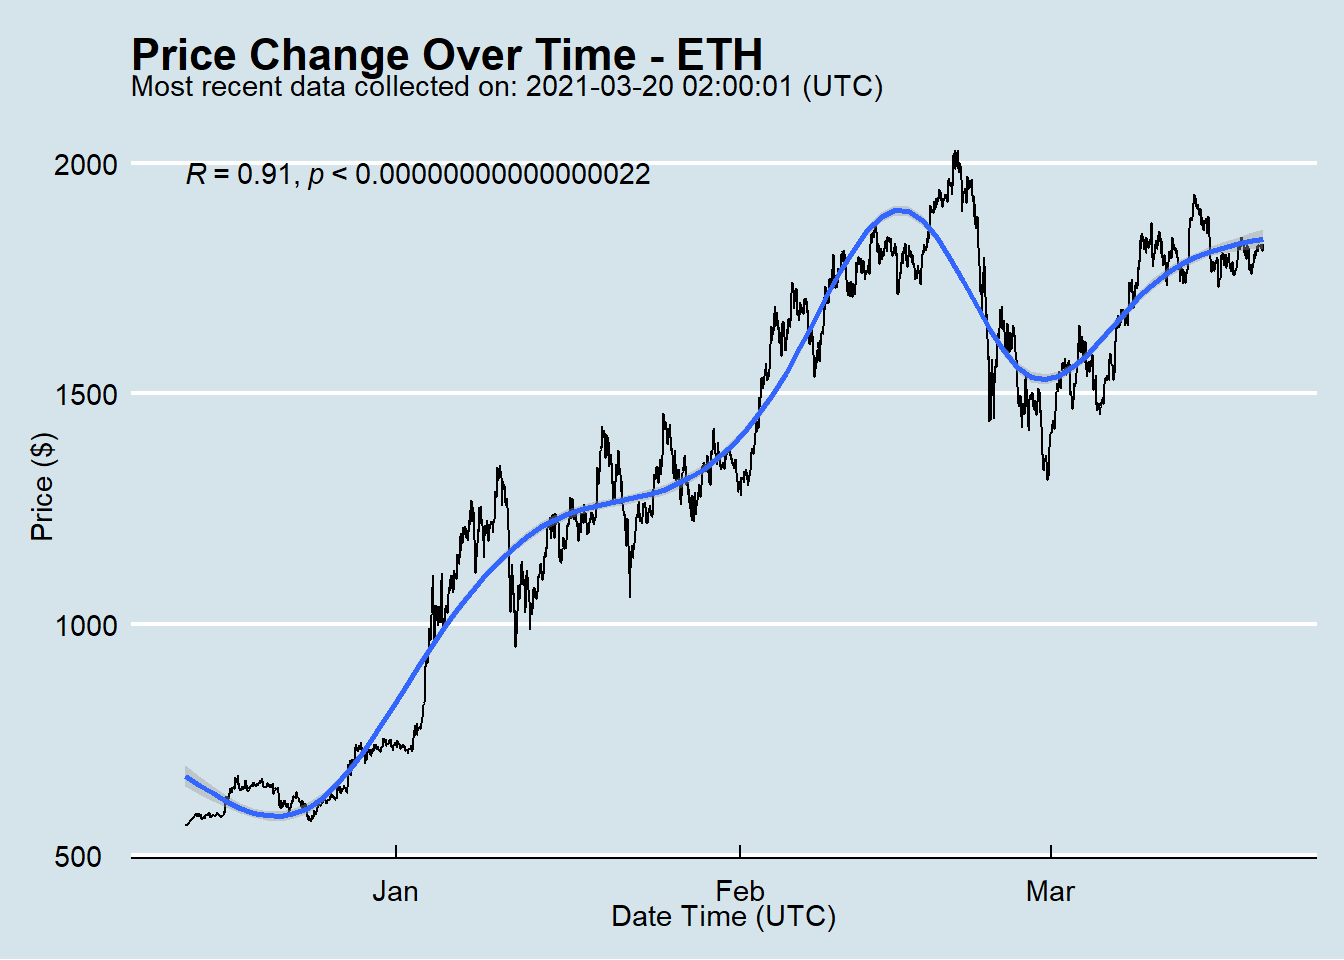 Price Change Over Time - ETH
Most recent data collected on: 2021-03-20 02:00:01 (UTC)
R = 0.91, p < 0.00000000000000022
2000
1500
1000
500
Price ($)
Jan Feb Mar
Date Time (UTC)